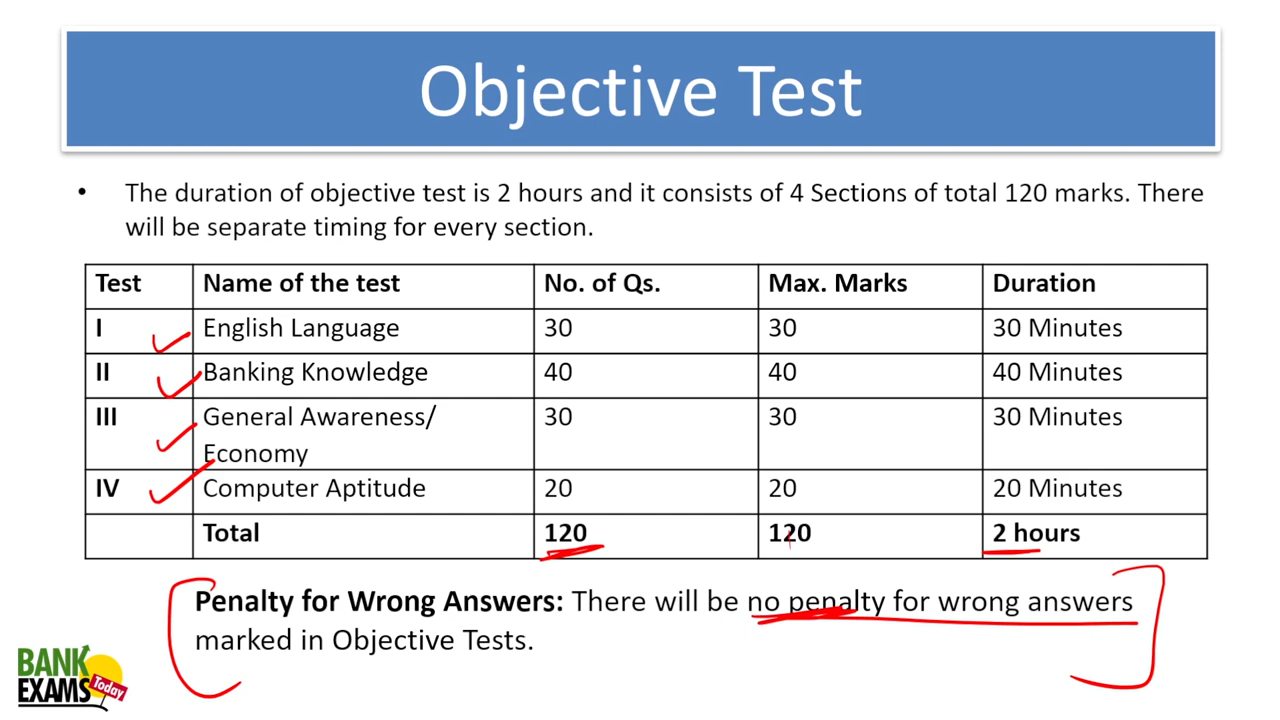 Objective Test
• The duration of objective test is 2 hours and it consists of 4 Sections of total 120 marks. There
will be separate timing for every section.
Test Name of the test No. of Qs. Max. Marks Duration
I English Language 30 30 30 Minutes
II Banking Knowledge 40 40 40 Minutes
III General Awareness/ 30 30 30 Minutes
Economy
IV Computer Aptitude 20 20 20 Minutes
Total 120 120 2 hours
Penalty for Wrong Answers: There will be no penalty for wrong answers
marked in Objective Tests.
BANK
EXAMS Today